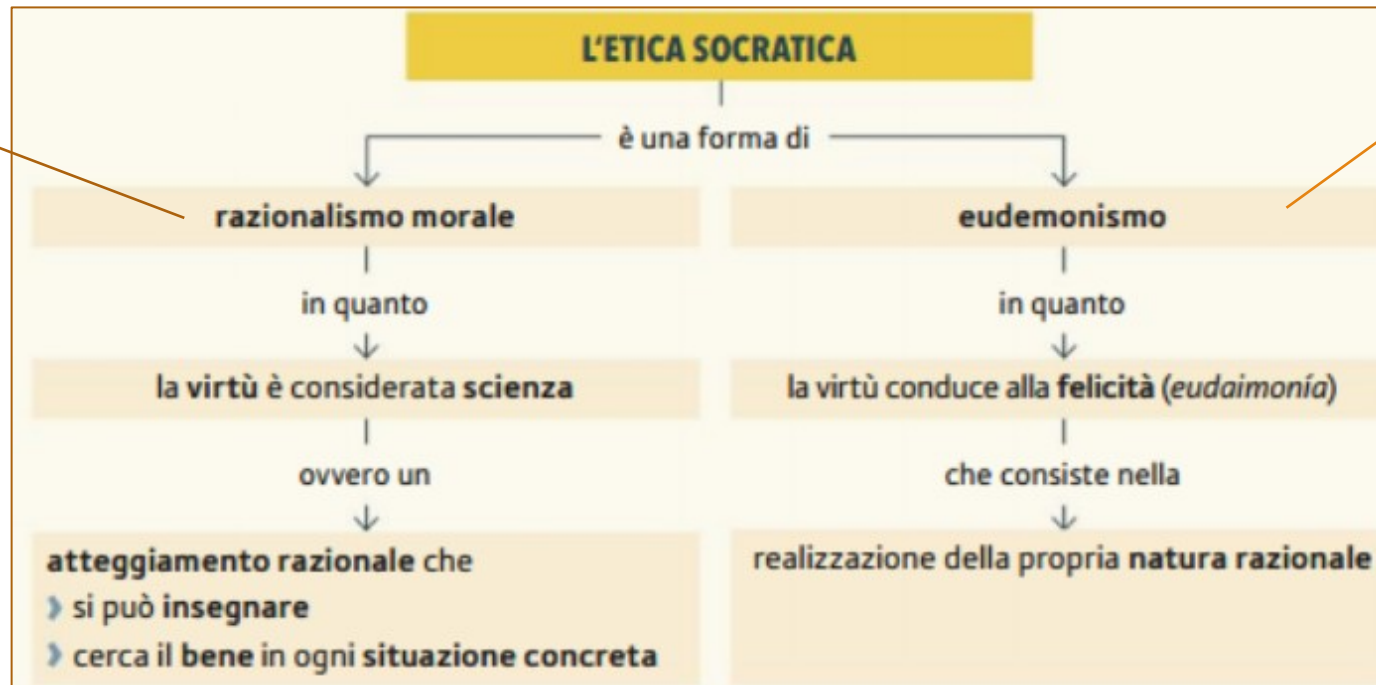 L'ETICA SOCRATICA
è una forma di
razionalismo morale
in quanto
la virtù è considerata scienza
ovvero un
atteggiamento razionale che
› si può insegnare
› cerca il bene in ogni situazione concreta
eudemonismo
in quanto
la virtù conduce alla felicità (eudaimonía)
che consiste nella
realizzazione della propria natura razionale